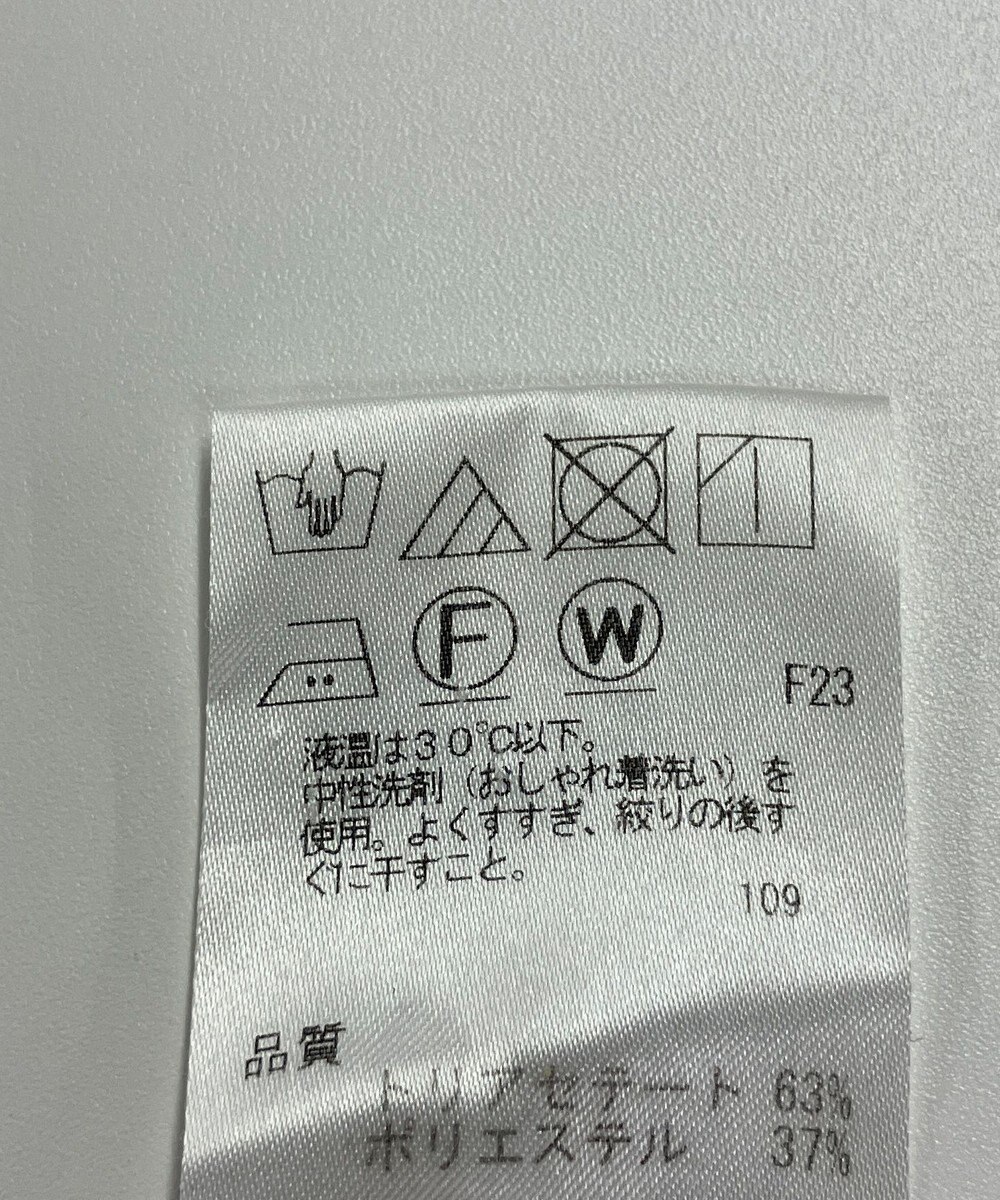 F
W
F23
液温は30℃以下。
中性洗剤（おしゃれ着洗い）を
使用。よくすすぎ、絞りの後す
ぐに干すこと。
109
品質
トリアセテート 63%
ポリエステル 37%